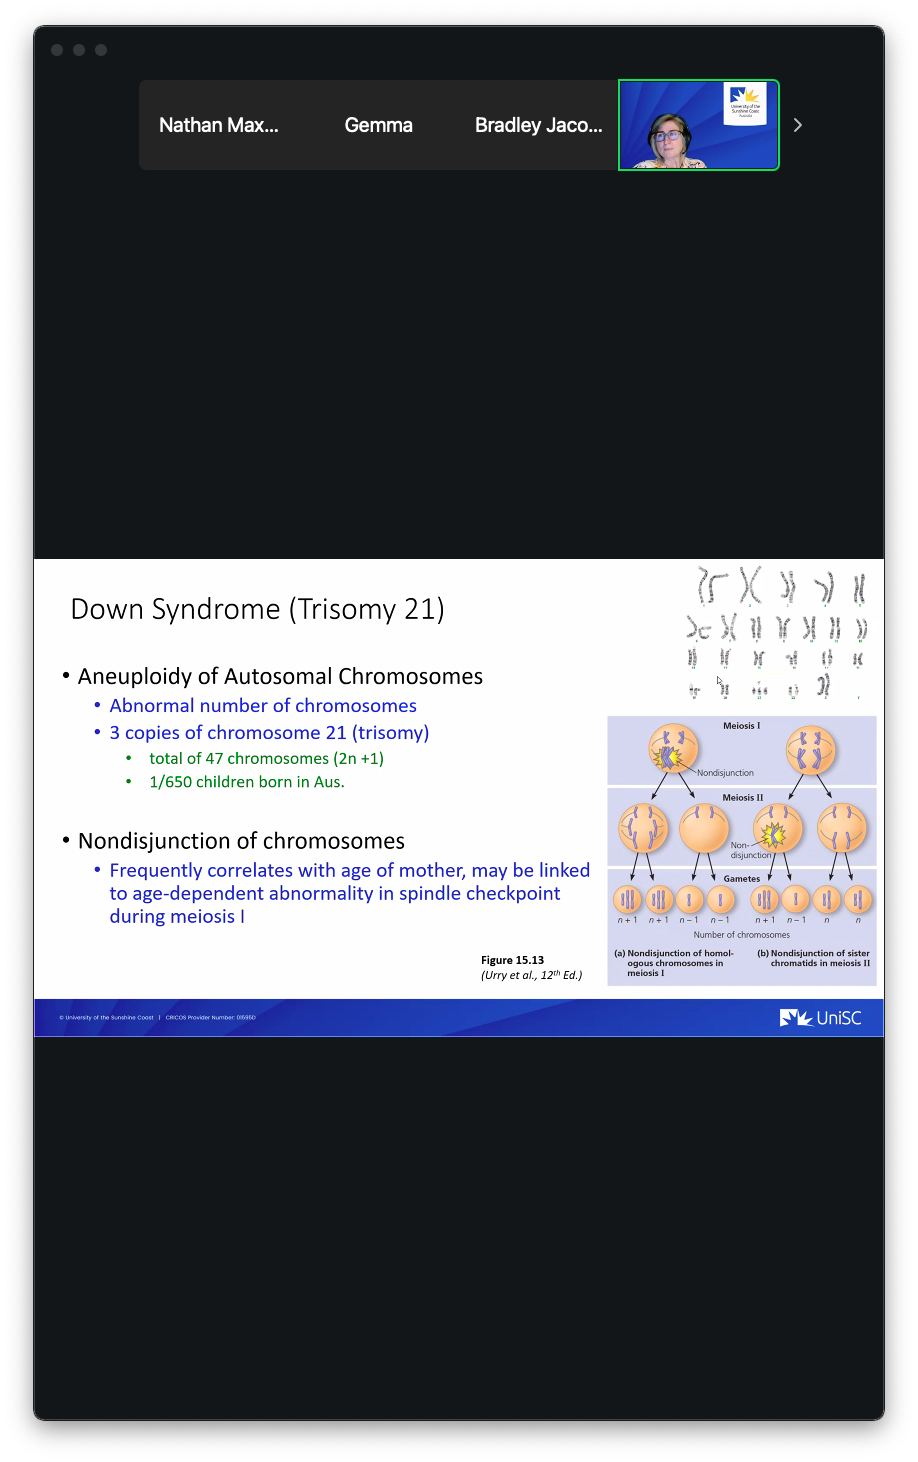 Nathan Max...
Gemma
Bradley Jaco...
University of the
Sunshine Coast
Australia
Down Syndrome (Trisomy 21)
• Aneuploidy of Autosomal Chromosomes
• Abnormal number of chromosomes
• 3 copies of chromosome 21 (trisomy)
• total of 47 chromosomes (2n +1)
• 1/650 children born in Aus.
• Nondisjunction of chromosomes
• Frequently correlates with age of mother, may be linked
to age-dependent abnormality in spindle checkpoint
during meiosis I
Figure 15.13
(Urry et al., 12th Ed.)
Meiosis I
Nondisjunction
Meiosis II
Non-
disjunction
Gametes
n + 1 n + 1 n − 1 n − 1 n + 1 n − 1 n n
Number of chromosomes
(a) Nondisjunction of homol-
ogous chromosomes in
meiosis I
(b) Nondisjunction of sister
chromatids in meiosis II
© University of the Sunshine Coast | CRICOS Provider Number: 01595D
UniSC